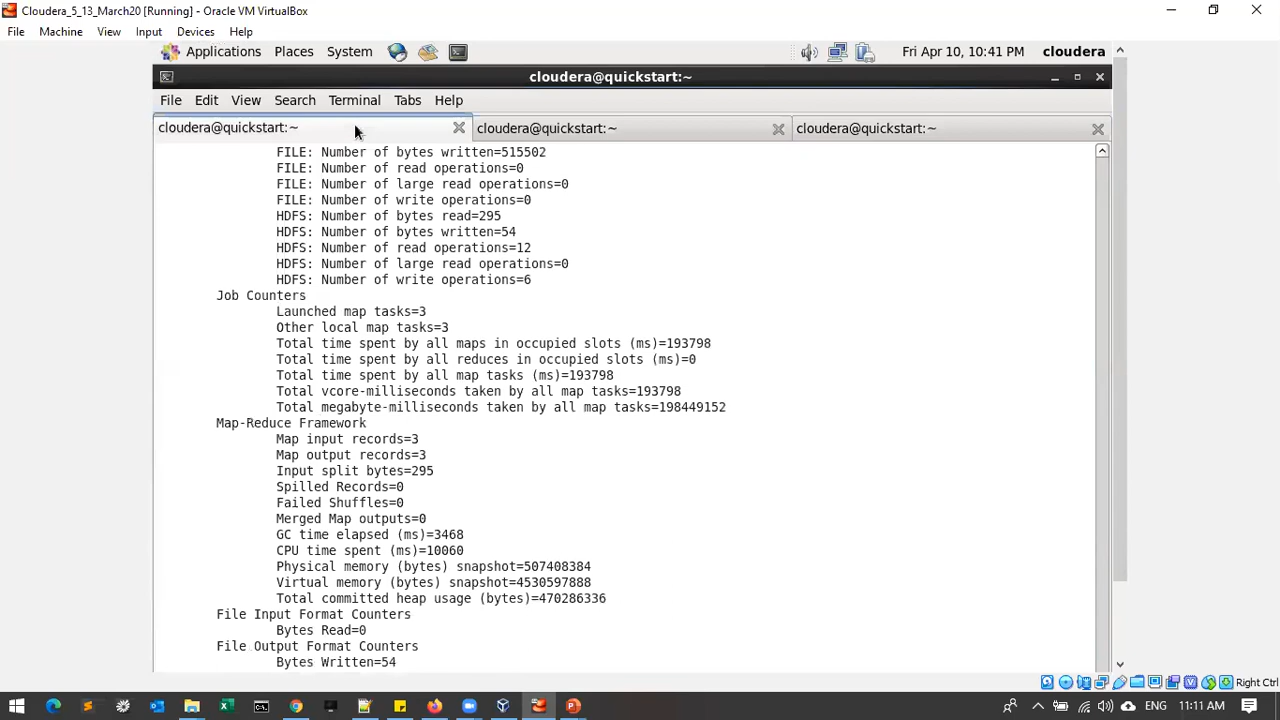 Cloudera_5_13_March20 [Running] - Oracle VM VirtualBox
File Machine View Input Devices Help
Applications Places System Fri Apr 10, 10:41 PM cloudera
cloudera@quickstart:~
File Edit View Search Terminal Tabs Help
cloudera@quickstart:~ cloudera@quickstart:~ cloudera@quickstart:~
FILE: Number of bytes written=515502
FILE: Number of read operations=0
FILE: Number of large read operations=0
FILE: Number of write operations=0
HDFS: Number of bytes read=295
HDFS: Number of bytes written=54
HDFS: Number of read operations=12
HDFS: Number of large read operations=0
HDFS: Number of write operations=6
Job Counters
Launched map tasks=3
Other local map tasks=3
Total time spent by all maps in occupied slots (ms)=193798
Total time spent by all reduces in occupied slots (ms)=0
Total time spent by all map tasks (ms)=193798
Total vcore-milliseconds taken by all map tasks=193798
Total megabyte-milliseconds taken by all map tasks=198449152
Map-Reduce Framework
Map input records=3
Map output records=3
Input split bytes=295
Spilled Records=0
Failed Shuffles=0
Merged Map outputs=0
GC time elapsed (ms)=3468
CPU time spent (ms)=10060
Physical memory (bytes) snapshot=507408384
Virtual memory (bytes) snapshot=4530597888
Total committed heap usage (bytes)=470286336
File Input Format Counters
Bytes Read=0
File Output Format Counters
Bytes Written=54
Right Ctrl
ENG 11:11 AM